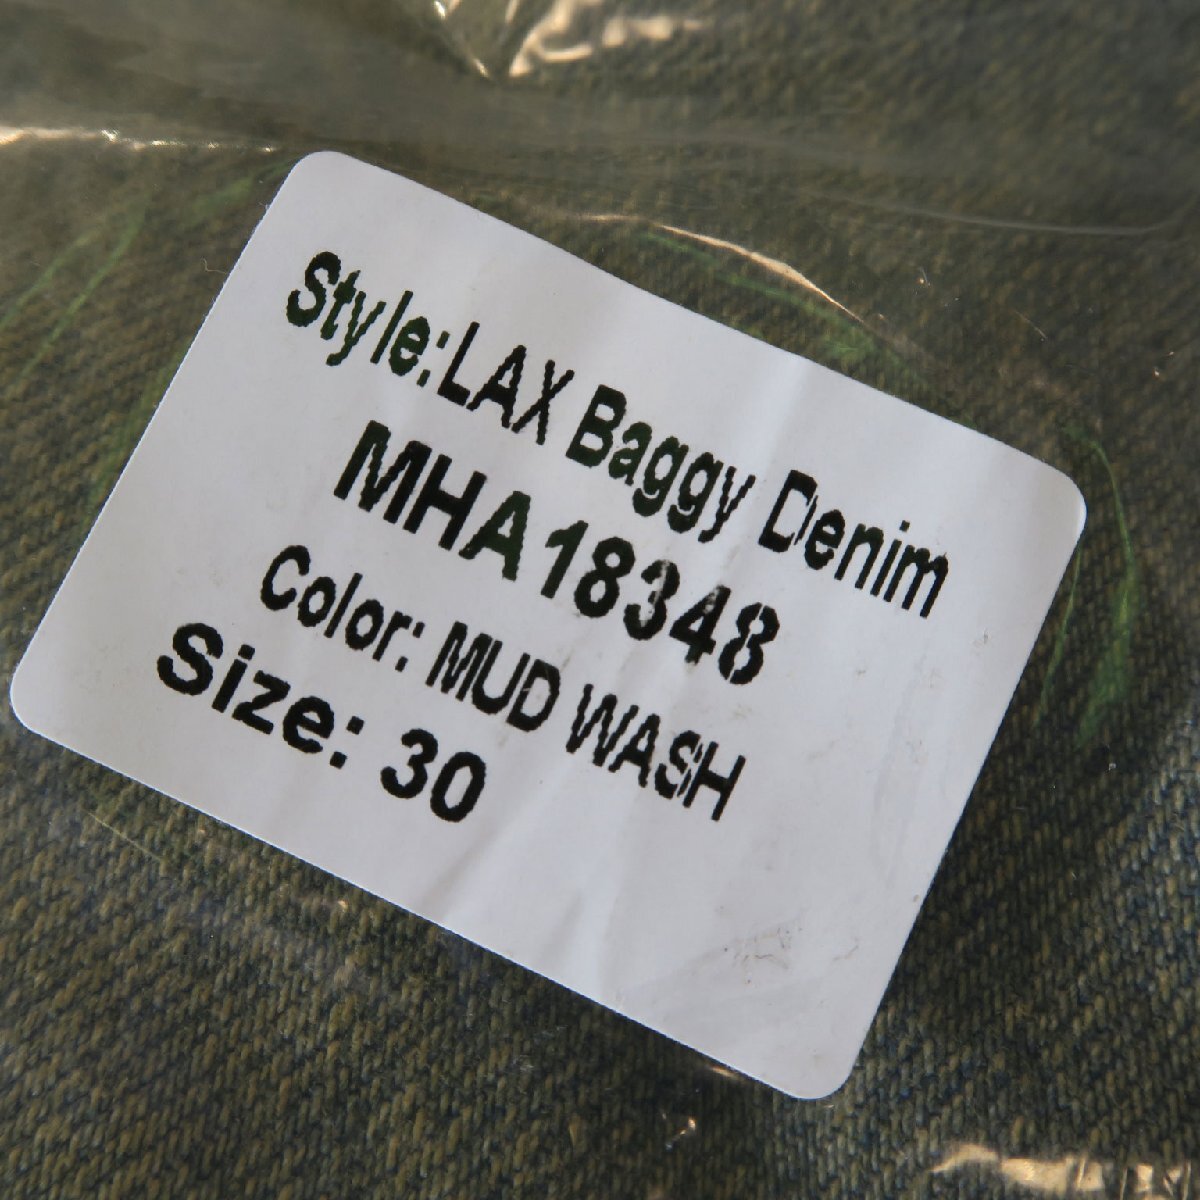 Style:LAX Baggy Denim
MHA18348
Color: MUD WASH
Size: 30